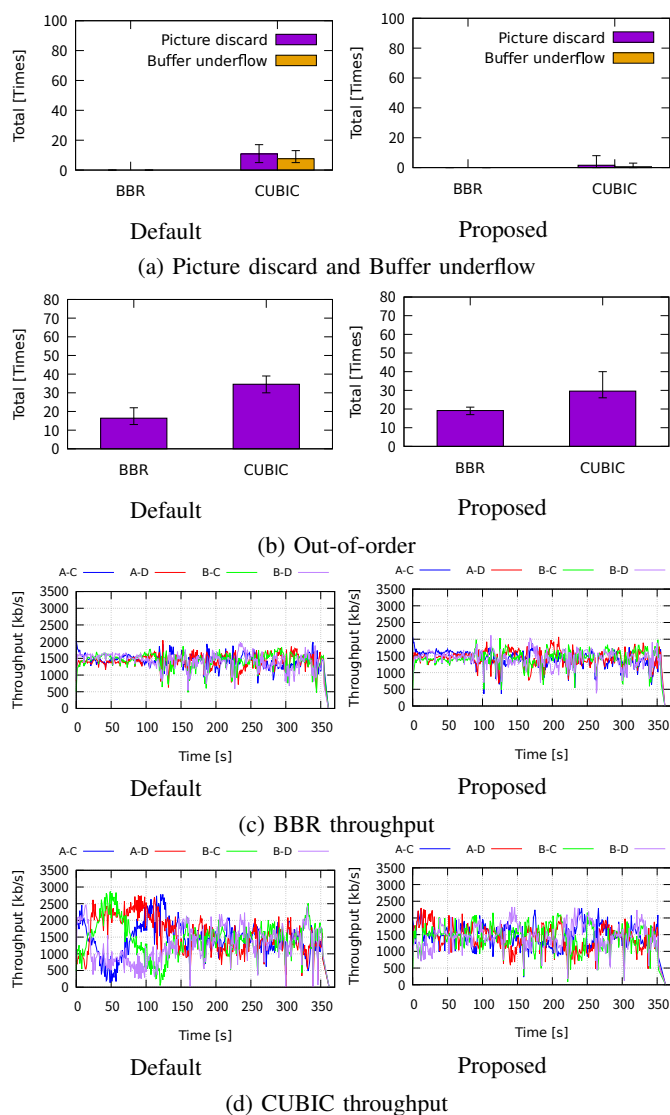 100
80
60
40
20
0
Total [Times]
Picture discard
Buffer underflow
BBR CUBIC
Default
100
80
60
40
20
0
Total [Times]
Picture discard
Buffer underflow
BBR CUBIC
Proposed
(a) Picture discard and Buffer underflow
80
70
60
50
40
30
20
10
0
Total [Times]
BBR CUBIC
Default
80
70
60
50
40
30
20
10
0
Total [Times]
BBR CUBIC
Proposed
(b) Out-of-order
A-C A-D B-C B-D
3500
3000
2500
2000
1500
1000
500
0
Throughput [kb/s]
0 50 100 150 200 250 300 350
Time [s]
Default
A-C A-D B-C B-D
3500
3000
2500
2000
1500
1000
500
0
Throughput [kb/s]
0 50 100 150 200 250 300 350
Time [s]
Proposed
(c) BBR throughput
A-C A-D B-C B-D
3500
3000
2500
2000
1500
1000
500
0
Throughput [kb/s]
0 50 100 150 200 250 300 350
Time [s]
Default
A-C A-D B-C B-D
3500
3000
2500
2000
1500
1000
500
0
Throughput [kb/s]
0 50 100 150 200 250 300 350
Time [s]
Proposed
(d) CUBIC throughput